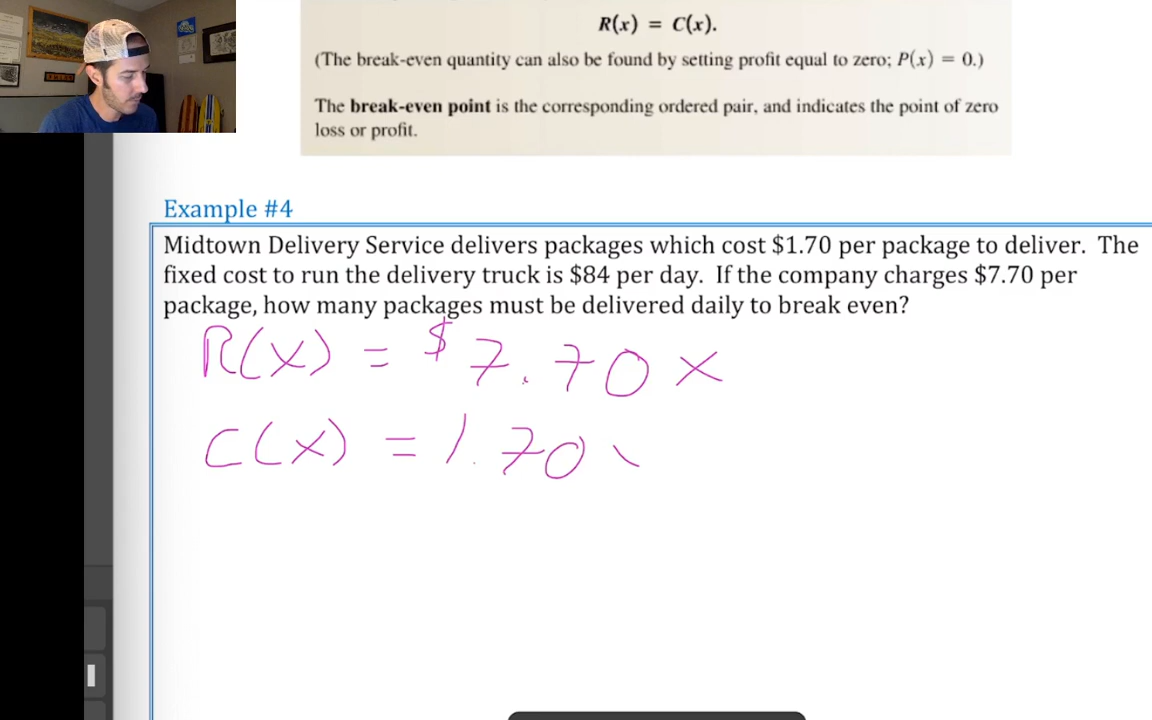 R(x) = C(x).
(The break-even quantity can also be found by setting profit equal to zero; P(x) = 0.)
The break-even point is the corresponding ordered pair, and indicates the point of zero
loss or profit.
Example #4
Midtown Delivery Service delivers packages which cost $1.70 per package to deliver. The
fixed cost to run the delivery truck is $84 per day. If the company charges $7.70 per
package, how many packages must be delivered daily to break even?
R(x) = $7.70 x
C(x) = 1.70